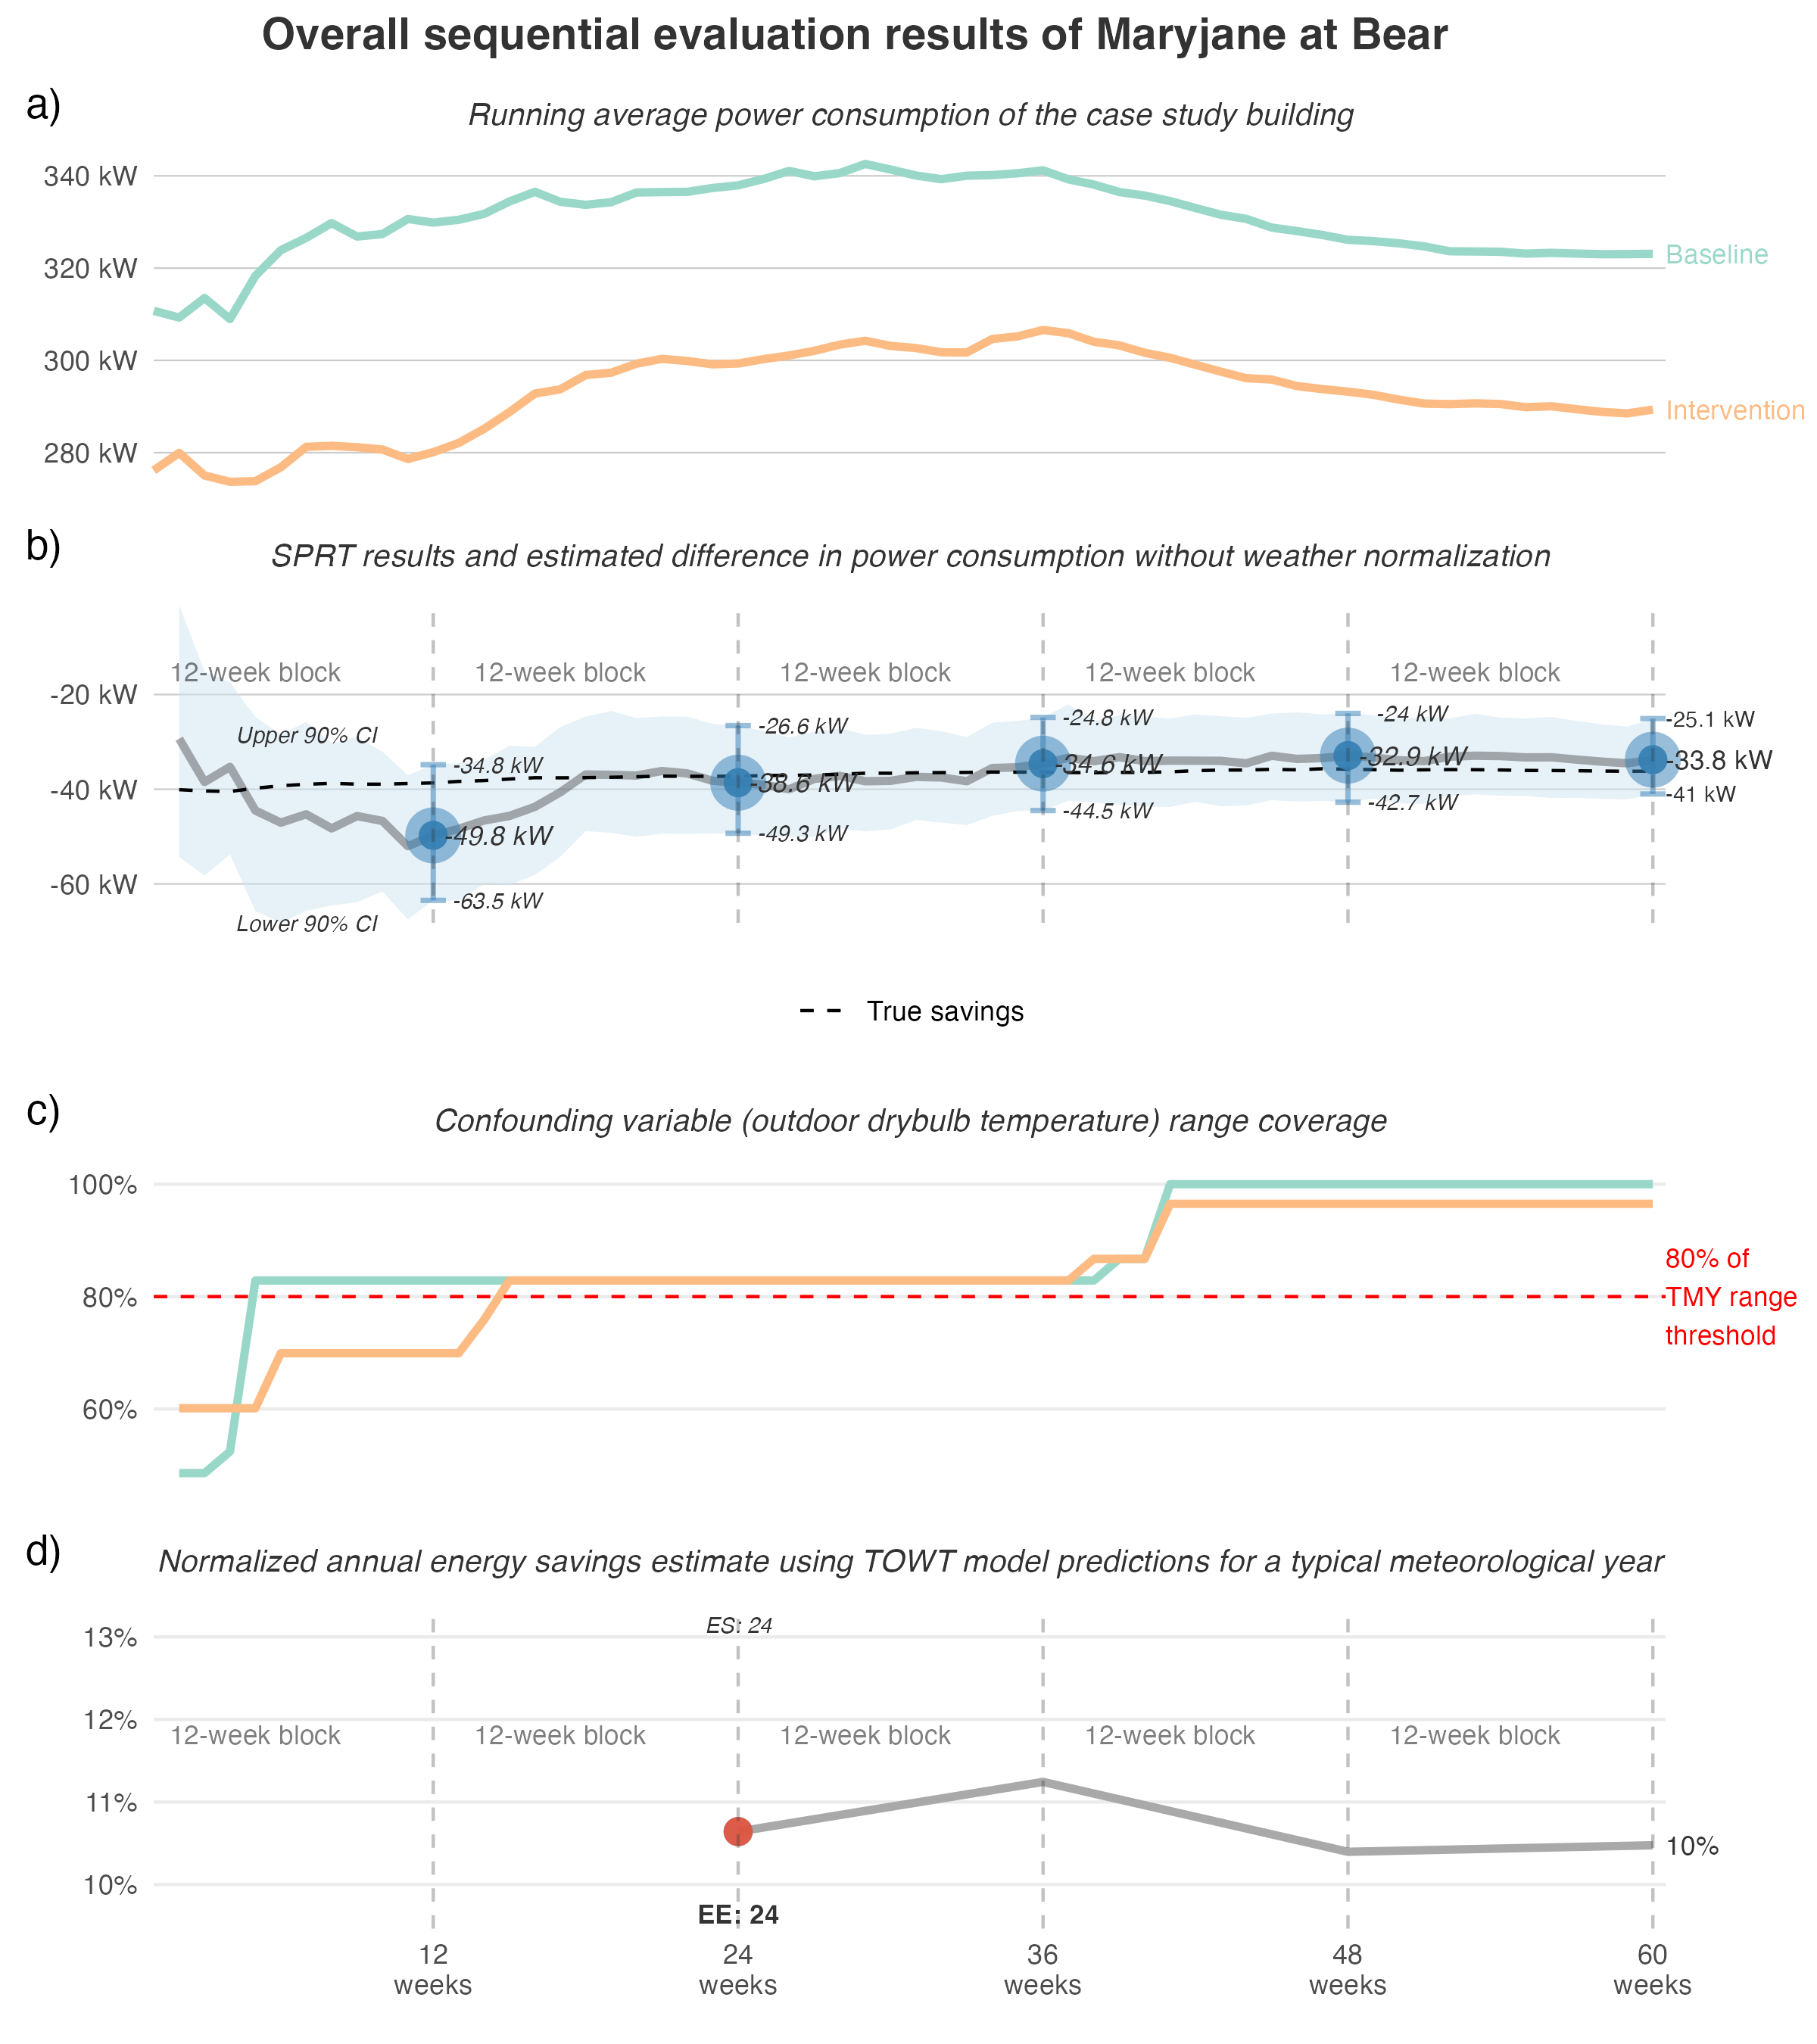 Overall sequential evaluation results of Maryjane at Bear
a)
Running average power consumption of the case study building
340 kW
320 kW
300 kW
280 kW
Baseline
Intervention
b)
SPRT results and estimated difference in power consumption without weather normalization
12-week block
12-week block
12-week block
12-week block
12-week block
-20 kW
-40 kW
-60 kW
Upper 90% CI
Lower 90% CI
-34.8 kW
-49.8 kW
-63.5 kW
-26.6 kW
-38.6 kW
-49.3 kW
-24.8 kW
-34.6 kW
-44.5 kW
-24 kW
-32.9 kW
-42.7 kW
-25.1 kW
-33.8 kW
-41 kW
True savings
c)
Confounding variable (outdoor drybulb temperature) range coverage
100%
80%
60%
80% of
TMY range
threshold
d)
Normalized annual energy savings estimate using TOWT model predictions for a typical meteorological year
ES: 24
13%
12%
11%
10%
12-week block
12-week block
12-week block
12-week block
12-week block
10%
EE: 24
12
weeks
24
weeks
36
weeks
48
weeks
60
weeks